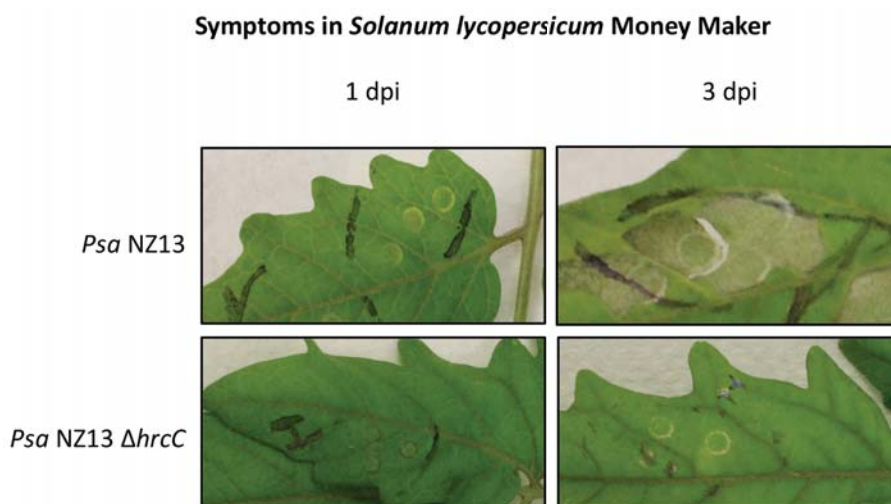 Symptoms in Solanum lycopersicum Money Maker
1 dpi
3 dpi
Psa NZ13
Psa NZ13 ΔhrcC